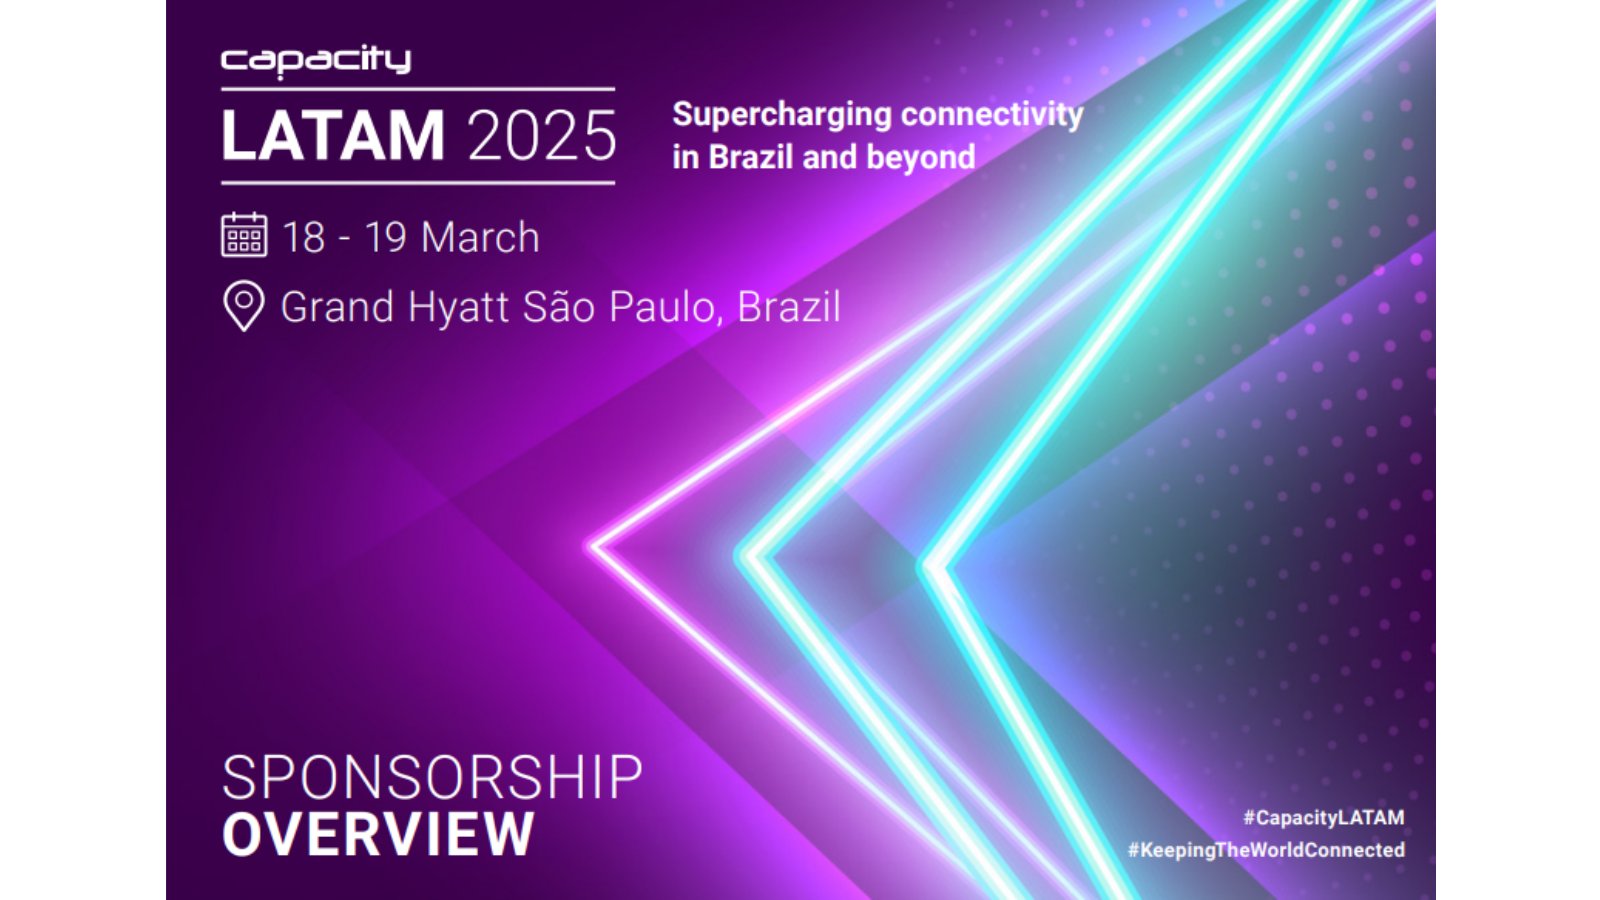 capacity
LATAM 2025
Supercharging connectivity
in Brazil and beyond
18 - 19 March
Grand Hyatt São Paulo, Brazil
SPONSORSHIP
OVERVIEW
#CapacityLATAM
#KeepingTheWorldConnected